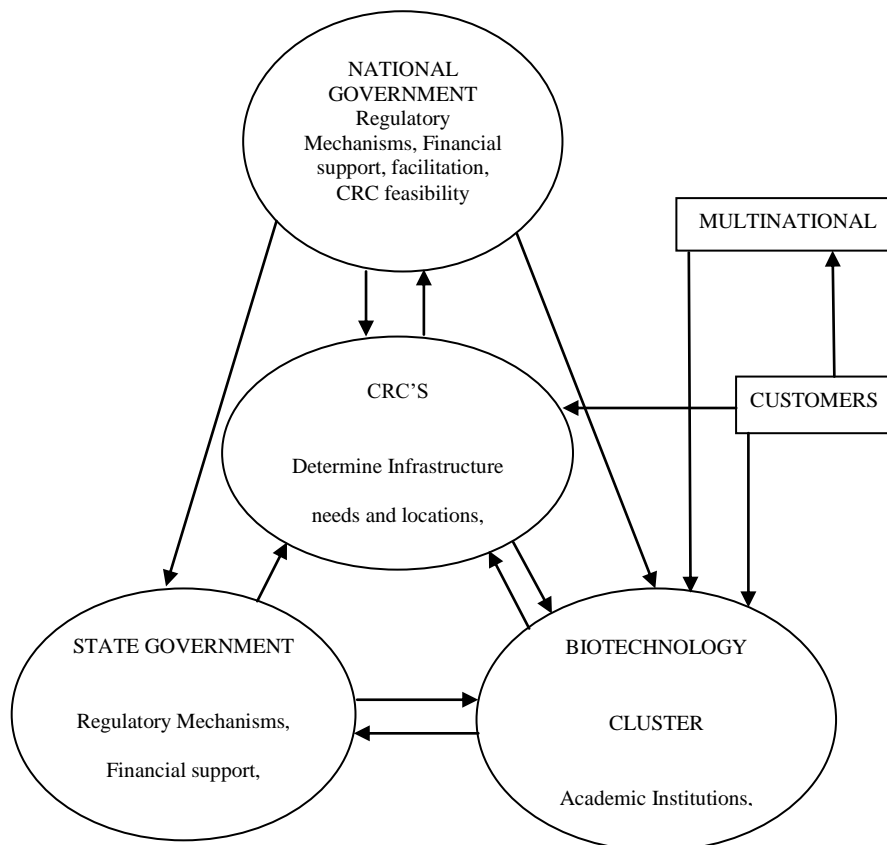 NATIONAL
GOVERNMENT
Regulatory
Mechanisms, Financial
support, facilitation,
CRC feasibility
MULTINATIONAL
CRC’S
CUSTOMERS
Determine Infrastructure
needs and locations,
STATE GOVERNMENT
Regulatory Mechanisms,
Financial support,
BIOTECHNOLOGY
CLUSTER
Academic Institutions,